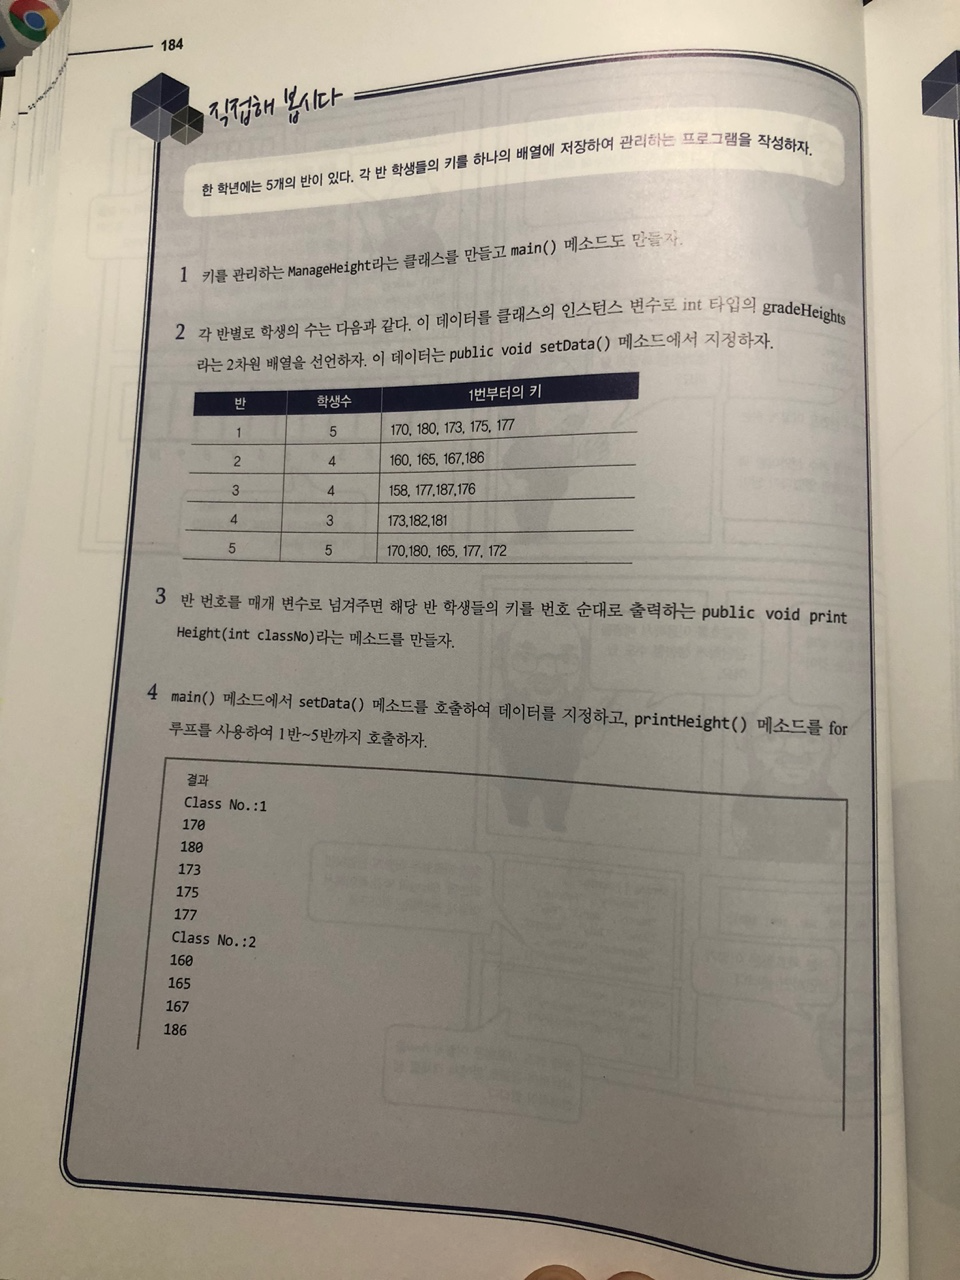 184
직접해 봅시다
한 학년에는 5개의 반이 있다. 각 반 학생들의 키를 하나의 배열에 저장하여 관리하는 프로그램을 작성하자.
1 키를 관리하는 ManageHeight라는 클래스를 만들고 main() 메소드도 만들자.
2 각 반별로 학생의 수는 다음과 같다. 이 데이터를 클래스의 인스턴스 변수로 int 타입의 gradeHeights
라는 2차원 배열을 선언하자. 이 데이터는 public void setData() 메소드에서 지정하자.
반 학생수 1번부터의 키
1 5 170, 180, 173, 175, 177
2 4 160, 165, 167,186
3 4 158, 177,187,176
4 3 173,182,181
5 5 170,180, 165, 177, 172
3 반 번호를 매개 변수로 넘겨주면 해당 반 학생들의 키를 번호 순대로 출력하는 public void print
Height(int classNo)라는 메소드를 만들자.
4 main() 메소드에서 setData() 메소드를 호출하여 데이터를 지정하고, printHeight() 메소드를 for
루프를 사용하여 1반~5반까지 호출하자.
결과
Class No.:1
170
180
173
175
177
Class No.:2
160
165
167
186